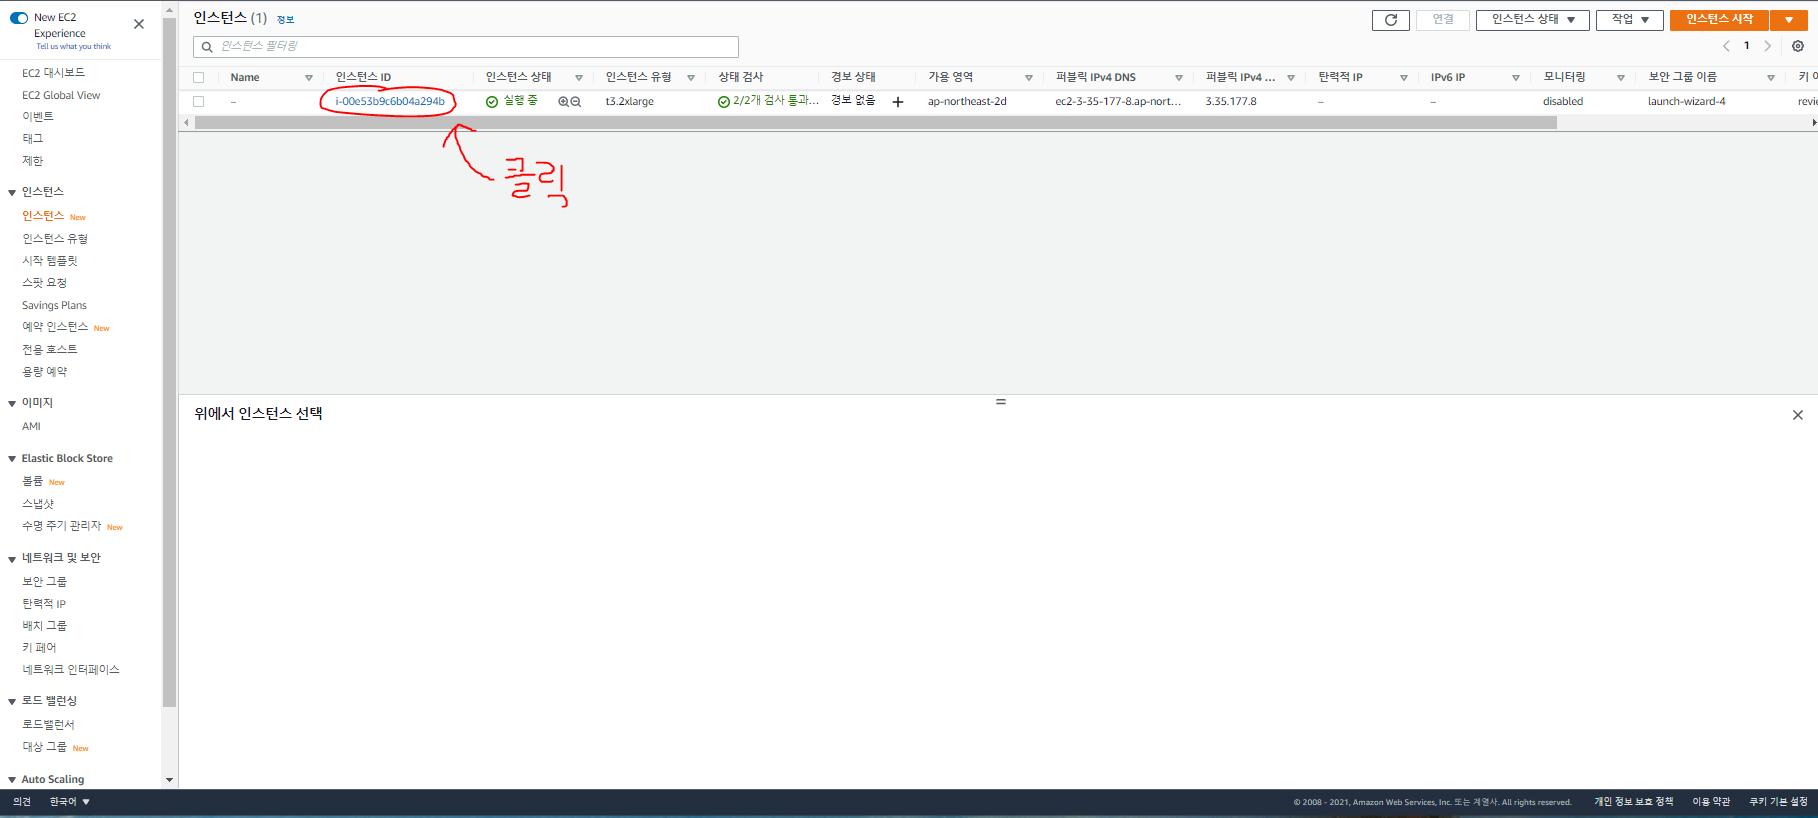 New EC2
Experience
Tell us what you think
EC2 대시보드
EC2 Global View
이벤트
태그
제한
인스턴스
인스턴스 New
인스턴스 유형
시작 템플릿
스팟 요청
Savings Plans
예약 인스턴스 New
전용 호스트
용량 예약
이미지
AMI
Elastic Block Store
볼륨 New
스냅샷
수명 주기 관리자 New
네트워크 및 보안
보안 그룹
탄력적 IP
배치 그룹
키 페어
네트워크 인터페이스
로드 밸런싱
로드밸런서
대상 그룹 New
Auto Scaling
인스턴스 (1) 정보
연결 인스턴스 상태 작업 인스턴스 시작
인스턴스 필터링
1
Name 인스턴스 ID 인스턴스 상태 인스턴스 유형 상태 검사 경보 상태 가용 영역 퍼블릭 IPv4 DNS 퍼블릭 IPv4 ... 탄력적 IP IPv6 IP 모니터링 보안 그룹 이름 키 이
– i-00e53b9c6b04a294b 실행 중 t3.2xlarge 2/2개 검사 통과... 경보 없음 + ap-northeast-2d ec2-3-35-177-8.ap-nort... 3.35.177.8 – – disabled launch-wizard-4 revie
클릭
위에서 인스턴스 선택
의견 한국어 © 2008 - 2021, Amazon Web Services, Inc. 또는 계열사. All rights reserved. 개인 정보 보호 정책 이용 약관 쿠키 기본 설정